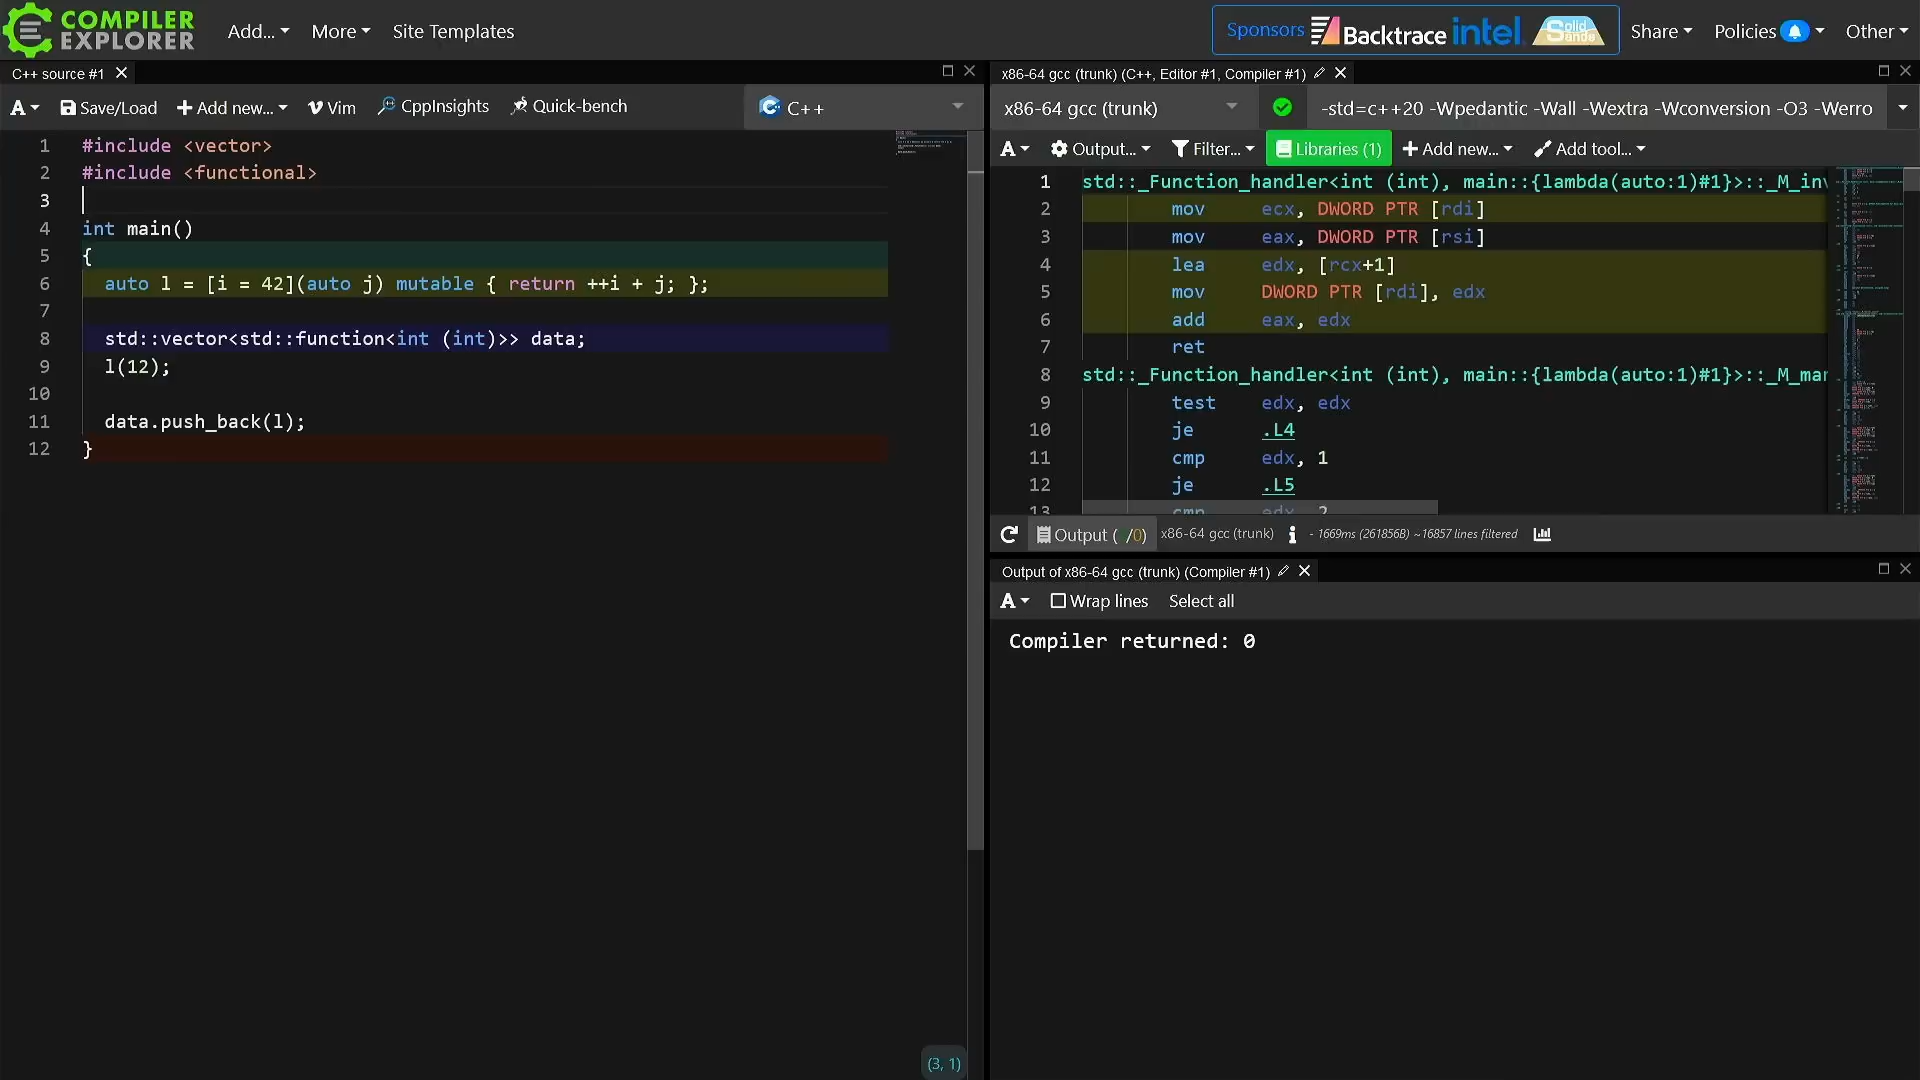 COMPILER EXPLORER
Add... More Site Templates
Sponsors Backtrace intel Solid Sands Share Policies Other
C++ source #1
A Save/Load Add new... Vim CppInsights Quick-bench C++
1 #include <vector>
2 #include <functional>
3
4 int main()
5 {
6 auto l = [i = 42](auto j) mutable { return ++i + j; };
7
8 std::vector<std::function<int (int)>> data;
9 l(12);
10
11 data.push_back(l);
12 }
(3, 1)
x86-64 gcc (trunk) (C++, Editor #1, Compiler #1)
x86-64 gcc (trunk) -std=c++20 -Wpedantic -Wall -Wextra -Wconversion -O3 -Werro
A Output... Filter... Libraries (1) Add new... Add tool...
1 std::_Function_handler<int (int), main::{lambda(auto:1)#1}>::_M_inv
2 mov ecx, DWORD PTR [rdi]
3 mov eax, DWORD PTR [rsi]
4 lea edx, [rcx+1]
5 mov DWORD PTR [rdi], edx
6 add eax, edx
7 ret
8 std::_Function_handler<int (int), main::{lambda(auto:1)#1}>::_M_man
9 test edx, edx
10 je .L4
11 cmp edx, 1
12 je .L5
13 cmp edx, 2
Output ( /0) x86-64 gcc (trunk) - 1669ms (261856B) ~16857 lines filtered
Output of x86-64 gcc (trunk) (Compiler #1)
A Wrap lines Select all
Compiler returned: 0